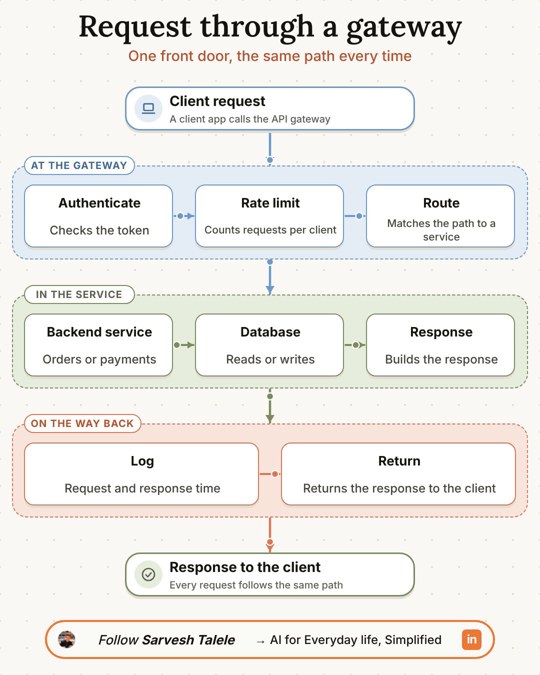 Request through a gateway
One front door, the same path every time
Client request
A client app calls the API gateway
AT THE GATEWAY
Authenticate
Checks the token
Rate limit
Counts requests per client
Route
Matches the path to a
service
IN THE SERVICE
Backend service
Orders or payments
Database
Reads or writes
Response
Builds the response
ON THE WAY BACK
Log
Request and response time
Return
Returns the response to the client
Response to the client
Every request follows the same path
Follow Sarvesh Talele → AI for Everyday life, Simplified in